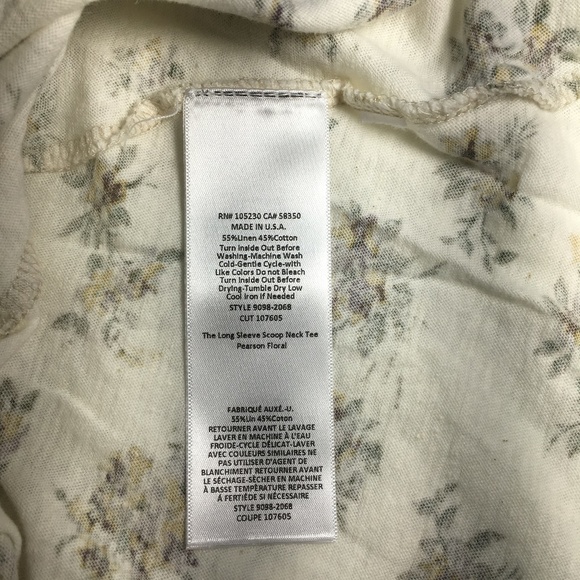 RN# 105230 CA# 58350
MADE IN U.S.A.
55%Linen 45%Cotton
Turn Inside Out Before
Washing-Machine Wash
Cold-Gentle Cycle-with
Like Colors Do not Bleach
Turn Inside Out Before
Drying-Tumble Dry Low
Cool Iron if Needed
STYLE 9098-2068
CUT 107605
The Long Sleeve Scoop Neck Tee
Pearson Floral
FABRIQUÉ AUXÉ.-U.
55%Lin 45%Coton
RETOURNER AVANT LE LAVAGE
LAVER EN MACHINE À L'EAU
FROIDE-CYCLE DÉLICAT-LAVER
AVEC COULEURS SIMILAIRES NE
PAS UTILISER D'AGENT DE
BLANCHIMENT RETOURNER AVANT
LE SÉCHAGE-SÈCHER EN MACHINE
À BASSE TEMPÈRATURE REPASSER
Á FERTIÈDE SI NÉCESSAIRE
STYLE 9098-2068
COUPE 107605